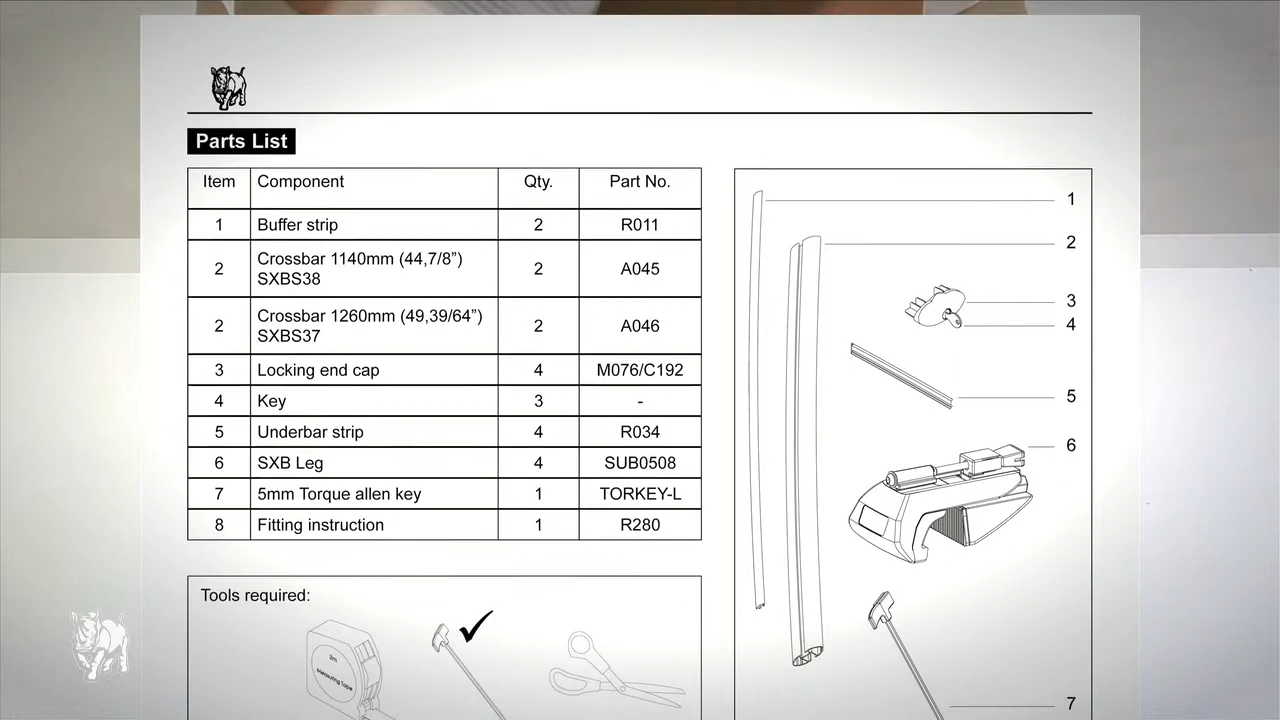 Parts List
Item Component Qty. Part No.
1 Buffer strip 2 R011
2 Crossbar 1140mm (44,7/8”) SXBS38 2 A045
2 Crossbar 1260mm (49,39/64”) SXBS37 2 A046
3 Locking end cap 4 M076/C192
4 Key 3 -
5 Underbar strip 4 R034
6 SXB Leg 4 SUB0508
7 5mm Torque allen key 1 TORKEY-L
8 Fitting instruction 1 R280
1
2
3
4
5
6
7
Tools required:
3m
Measuring Tape